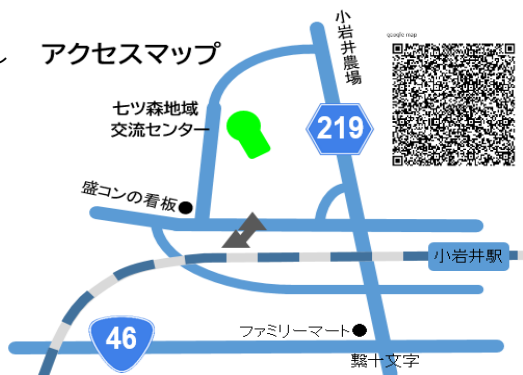 アクセスマップ
google map
小岩井農場
七ツ森地域
交流センター
219
盛コンの看板
小岩井駅
ファミリーマート
46
繋十文字